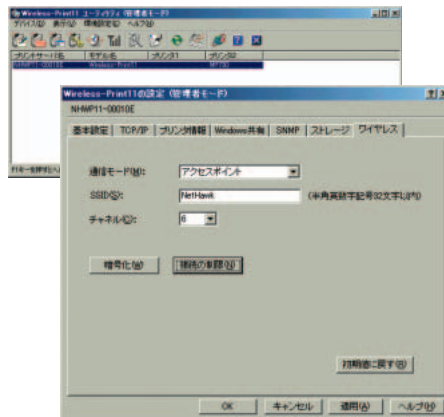 Wireless-Print11 ユーティリティ (管理者モード)
デバイス(D) 表示(V) 環境設定(E) ヘルプ(H)
プリントサーバ名 モデル名 プリンタ1 プリンタ2
NHWP11-00010E Wireless-Print11 MP730
Wireless-Print11の設定 (管理者モード)
NHWP11-00010E
基本設定 TCP/IP プリンタ情報 Windows共有 SNMP ストレージ ワイヤレス
通信モード(M): アクセスポイント
SSID(S): NetHawk (半角英数字記号32文字以内)
チャネル(C): 6
暗号化(W) 接続の制限(N)
初期値に戻す(R)
OK キャンセル 適用(A) ヘルプ(H)